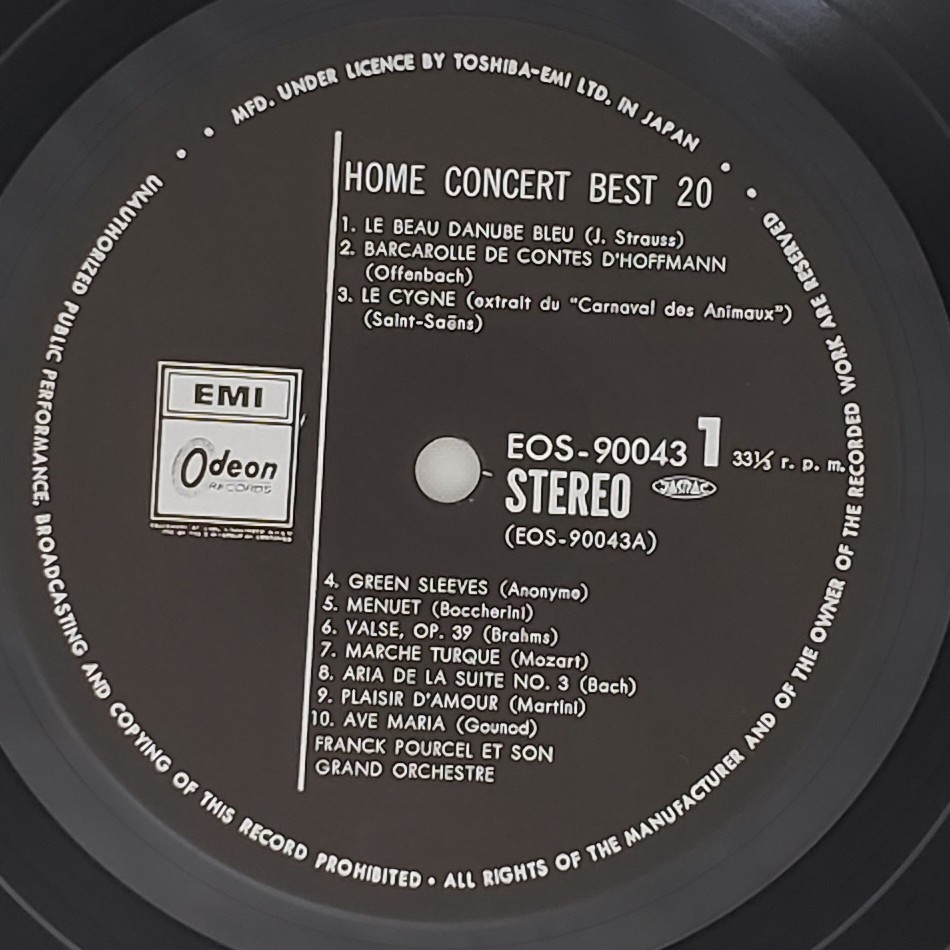 MFD. UNDER LICENCE BY TOSHIBA-EMI LTD. IN JAPAN
HOME CONCERT BEST 20
1. LE BEAU DANUBE BLEU (J. Strauss)
2. BARCAROLLE DE CONTES D'HOFFMANN
(Offenbach)
3. LE CYGNE (extrait du "Carnaval des Animaux")
(Saint-Saëns)
EMI
Odeon
RECORDS
EOS-90043 1 33⅓ r. p. m.
STEREO JASRAC
(EOS-90043A)
4. GREEN SLEEVES (Anonyme)
5. MENUET (Boccherini)
6. VALSE, OP. 39 (Brahms)
7. MARCHE TURQUE (Mozart)
8. ARIA DE LA SUITE NO. 3 (Bach)
9. PLAISIR D'AMOUR (Martini)
10. AVE MARIA (Gounod)
FRANCK POURCEL ET SON
GRAND ORCHESTRE
UNAUTHORIZED PUBLIC PERFORMANCE, BROADCASTING AND COPYING OF THIS RECORD PROHIBITED • ALL RIGHTS OF THE MANUFACTURER AND OF THE OWNER OF THE RECORDED WORK ARE RESERVED